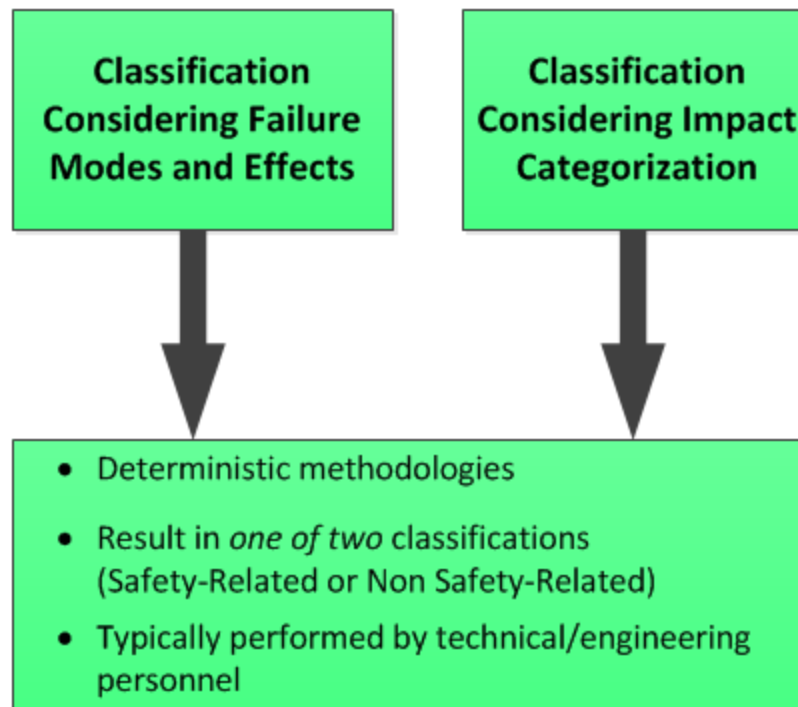 Classification
Considering Failure
Modes and Effects
Classification
Considering Impact
Categorization
• Deterministic methodologies
• Result in one of two classifications
(Safety-Related or Non Safety-Related)
• Typically performed by technical/engineering
personnel